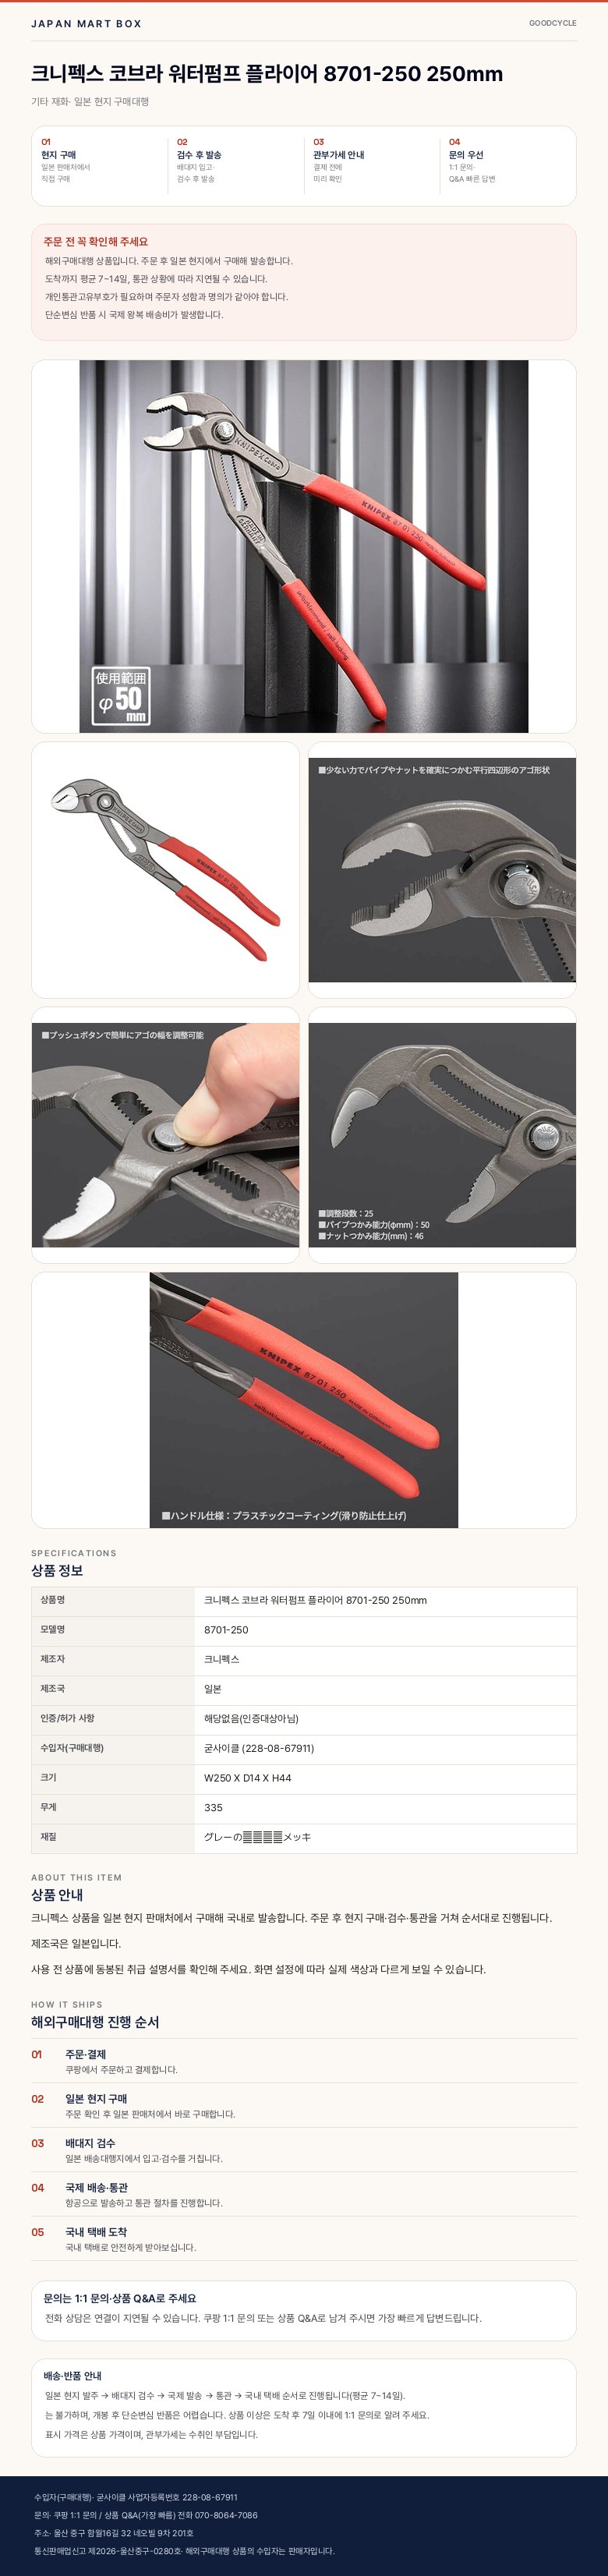 JAPAN MART BOX
GOODCYCLE
크니펙스 코브라 워터펌프 플라이어 8701-250 250mm
기타 재화· 일본 현지 구매대행
01
현지 구매
일본 판매처에서
직접 구매
02
검수 후 발송
배대지 입고·
검수 후 발송
03
관부가세 안내
결제 전에
미리 확인
04
문의 우선
1:1 문의·
Q&A 빠른 답변
주문 전 꼭 확인해 주세요
해외구매대행 상품입니다. 주문 후 일본 현지에서 구매해 발송합니다.
도착까지 평균 7~14일, 통관 상황에 따라 지연될 수 있습니다.
개인통관고유부호가 필요하며 주문자 성함과 명의가 같아야 합니다.
단순변심 반품 시 국제 왕복 배송비가 발생합니다.
KNIPEX Cobra
KNIPEX 87 01 250
MADE IN GERMANY
selbstklemmend / self-locking
使用範囲
φ50
mm
KNIPEX 87 01 250
■少ない力でパイプやナットを確実につかむ平行四辺形のアゴ形状
■プッシュボタンで簡単にアゴの幅を調整可能
■調整段数：25
■パイプつかみ能力(φmm)：50
■ナットつかみ能力(mm)：46
KNIPEX 87 01 250 MADE IN GERMANY
selbstklemmend / self-locking
■ハンドル仕様：プラスチックコーティング(滑り防止仕上げ)
SPECIFICATIONS
상품 정보
상품명 크니펙스 코브라 워터펌프 플라이어 8701-250 250mm
모델명 8701-250
제조자 크니펙스
제조국 일본
인증/허가 사항 해당없음(인증대상아님)
수입자(구매대행) 굳사이클 (228-08-67911)
크기 W250 X D14 X H44
무게 335
재질 グレーの𝌆𝌆𝌆𝌆メッキ
ABOUT THIS ITEM
상품 안내
크니펙스 상품을 일본 현지 판매처에서 구매해 국내로 발송합니다. 주문 후 현지 구매·검수·통관을 거쳐 순서대로 진행됩니다.
제조국은 일본입니다.
사용 전 상품에 동봉된 취급 설명서를 확인해 주세요. 화면 설정에 따라 실제 색상과 다르게 보일 수 있습니다.
HOW IT SHIPS
해외구매대행 진행 순서
01 주문·결제
쿠팡에서 주문하고 결제합니다.
02 일본 현지 구매
주문 확인 후 일본 판매처에서 바로 구매합니다.
03 배대지 검수
일본 배송대행지에서 입고·검수를 거칩니다.
04 국제 배송·통관
항공으로 발송하고 통관 절차를 진행합니다.
05 국내 택배 도착
국내 택배로 안전하게 받아보십니다.
문의는 1:1 문의·상품 Q&A로 주세요
전화 상담은 연결이 지연될 수 있습니다. 쿠팡 1:1 문의 또는 상품 Q&A로 남겨 주시면 가장 빠르게 답변드립니다.
배송·반품 안내
일본 현지 발주 → 배대지 검수 → 국제 발송 → 통관 → 국내 택배 순서로 진행됩니다(평균 7~14일).
는 불가하며, 개봉 후 단순변심 반품은 어렵습니다. 상품 이상은 도착 후 7일 이내에 1:1 문의로 알려 주세요.
표시 가격은 상품 가격이며, 관부가세는 수취인 부담입니다.
수입자(구매대행)· 굳사이클 사업자등록번호 228-08-67911
문의· 쿠팡 1:1 문의 / 상품 Q&A(가장 빠름) 전화 070-8064-7086
주소· 울산 중구 함월16길 32 네오빌 9차 201호
통신판매업신고 제2026-울산중구-0280호· 해외구매대행 상품의 수입자는 판매자입니다.